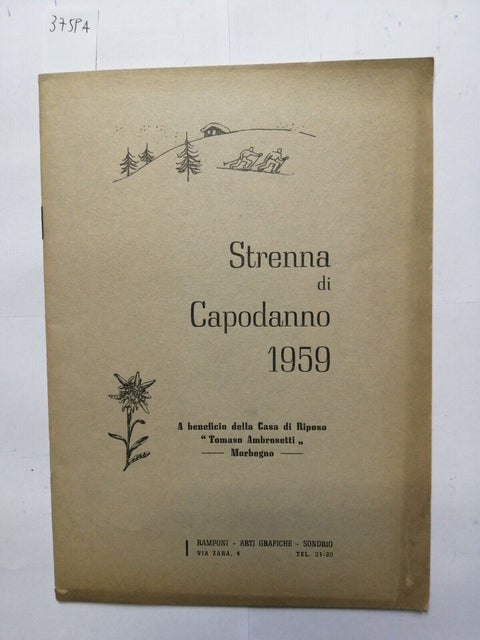 3759A
Strenna
di
Capodanno
1959
A beneficio della Casa di Riposo
“ Tomaso Ambrosetti „
Morbegno
RAMPONI - ARTI GRAFICHE - SONDRIO
VIA ZARA, 4 TEL. 21-20